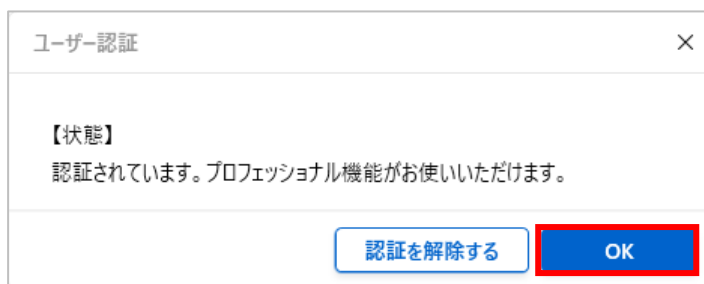 ユーザー認証
【状態】
認証されています。プロフェッショナル機能がお使いいただけます。
認証を解除する
OK